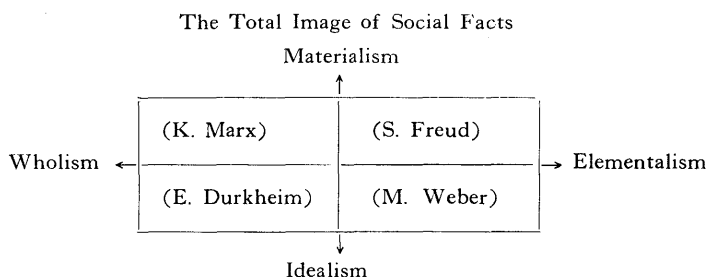 The Total Image of Social Facts
Materialism
(K. Marx) (S. Freud)
Wholism Elementalism
(E. Durkheim) (M. Weber)
Idealism